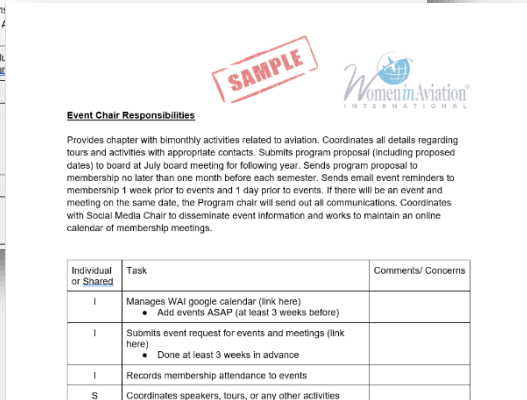 SAMPLE
Women in Aviation
INTERNATIONAL
Event Chair Responsibilities
Provides chapter with bimonthly activities related to aviation. Coordinates all details regarding
tours and activities with appropriate contacts. Submits program proposal (including proposed
dates) to board at July board meeting for following year. Sends program proposal to
membership no later than one month before each semester. Sends email event reminders to
membership 1 week prior to events and 1 day prior to events. If there will be an event and
meeting on the same date, the Program chair will send out all communications. Coordinates
with Social Media Chair to disseminate event information and works to maintain an online
calendar of membership meetings.
Individual Task Comments/ Concerns
or Shared
I Manages WAI google calendar (link here)
● Add events ASAP (at least 3 weeks before)
I Submits event request for events and meetings (link
here)
● Done at least 3 weeks in advance
I Records membership attendance to events
S Coordinates speakers, tours, or any other activities